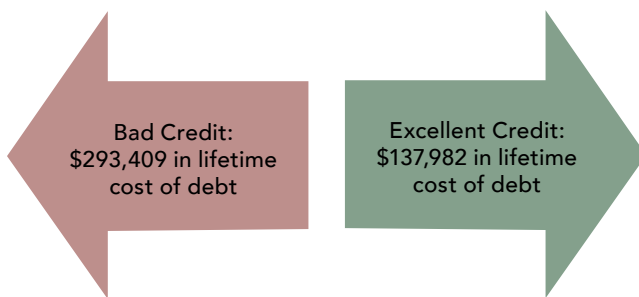 Bad Credit:
$293,409 in lifetime
cost of debt
Excellent Credit:
$137,982 in lifetime
cost of debt